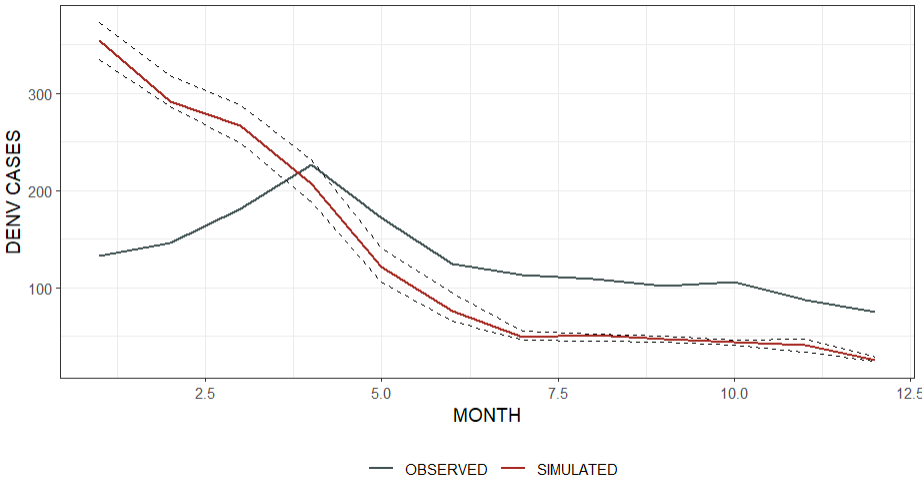 DENV CASES
300
200
100
2.5 5.0 7.5 10.0 12.5
MONTH
OBSERVED SIMULATED